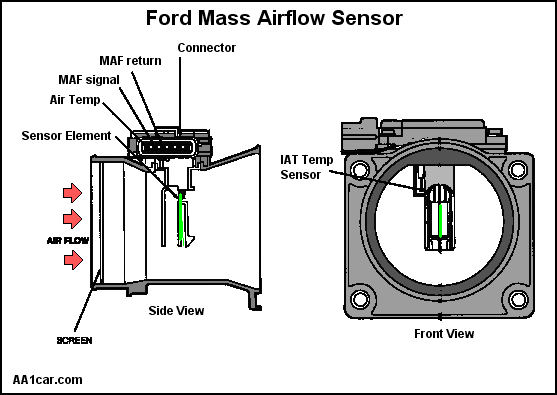 Ford Mass Airflow Sensor
Connector
MAF return
MAF signal
Air Temp
Sensor Element
IAT Temp
Sensor
AIR FLOW
Side View
SCREEN
Front View
AA1car.com